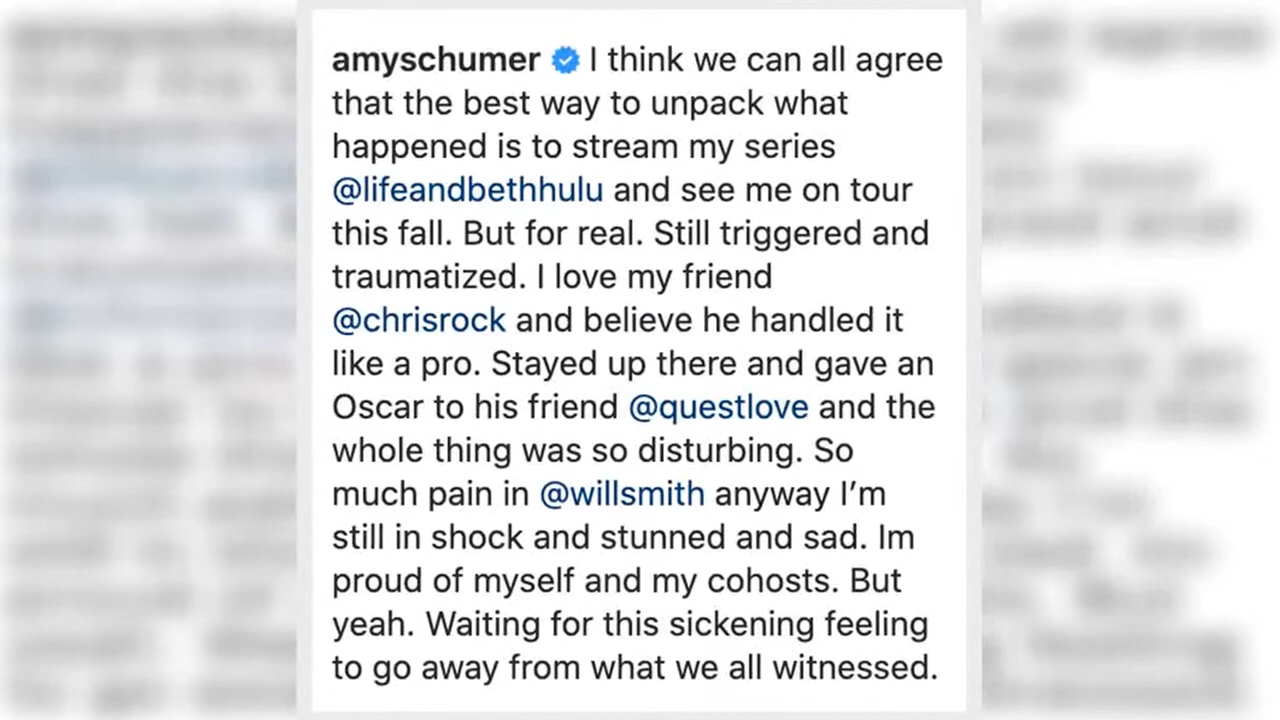 amyschumer I think we can all agree
that the best way to unpack what
happened is to stream my series
@lifeandbethhulu and see me on tour
this fall. But for real. Still triggered and
traumatized. I love my friend
@chrisrock and believe he handled it
like a pro. Stayed up there and gave an
Oscar to his friend @questlove and the
whole thing was so disturbing. So
much pain in @willsmith anyway I’m
still in shock and stunned and sad. Im
proud of myself and my cohosts. But
yeah. Waiting for this sickening feeling
to go away from what we all witnessed.